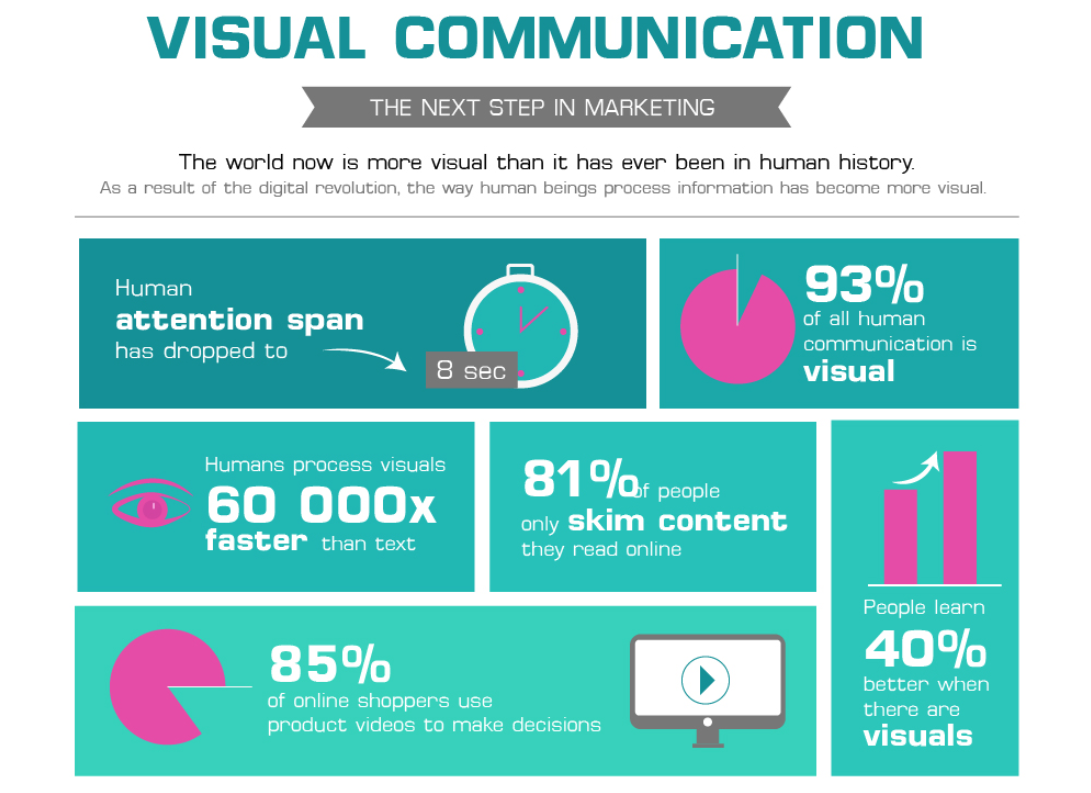 VISUAL COMMUNICATION
THE NEXT STEP IN MARKETING
The world now is more visual than it has ever been in human history.
As a result of the digital revolution, the way human beings process information has become more visual.
Human
attention span
has dropped to
8 sec
93%
of all human
communication is
visual
Humans process visuals
60 000x
faster than text
81% of people
only skim content
they read online
People learn
40%
better when
there are
visuals
85%
of online shoppers use
product videos to make decisions